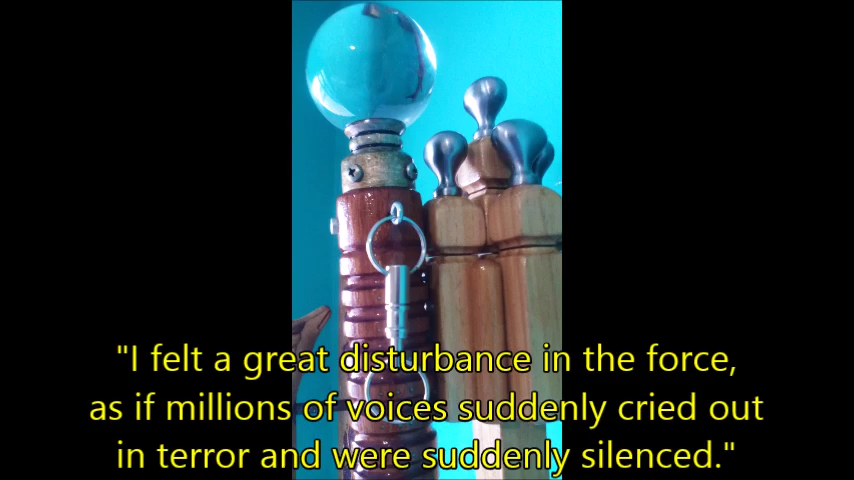 "I felt a great disturbance in the force,
as if millions of voices suddenly cried out
in terror and were suddenly silenced."